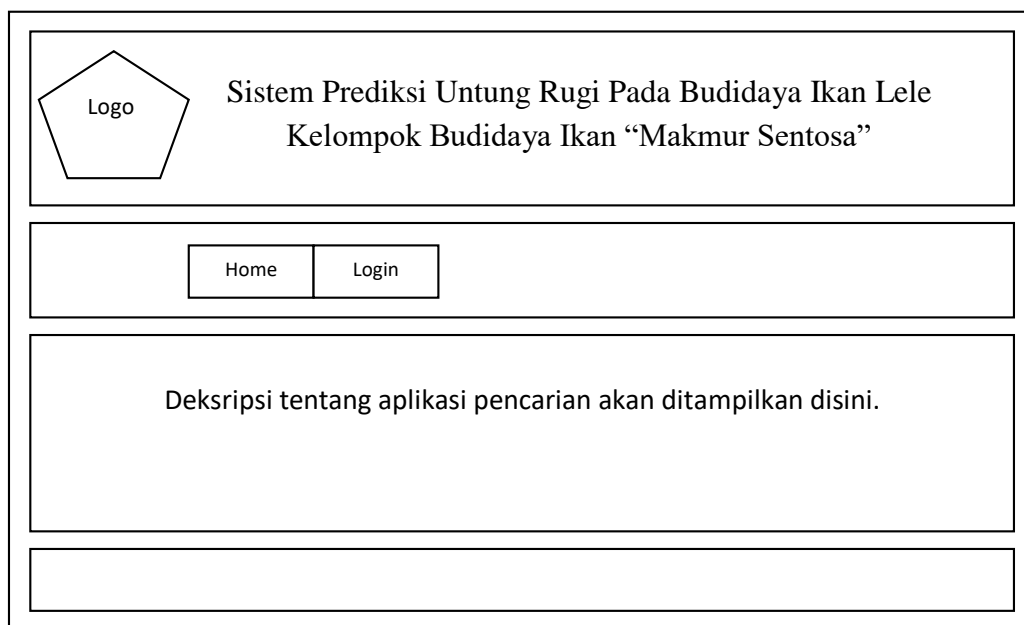 Logo
Sistem Prediksi Untung Rugi Pada Budidaya Ikan Lele
Kelompok Budidaya Ikan “Makmur Sentosa”
Home
Login
Deksripsi tentang aplikasi pencarian akan ditampilkan disini.